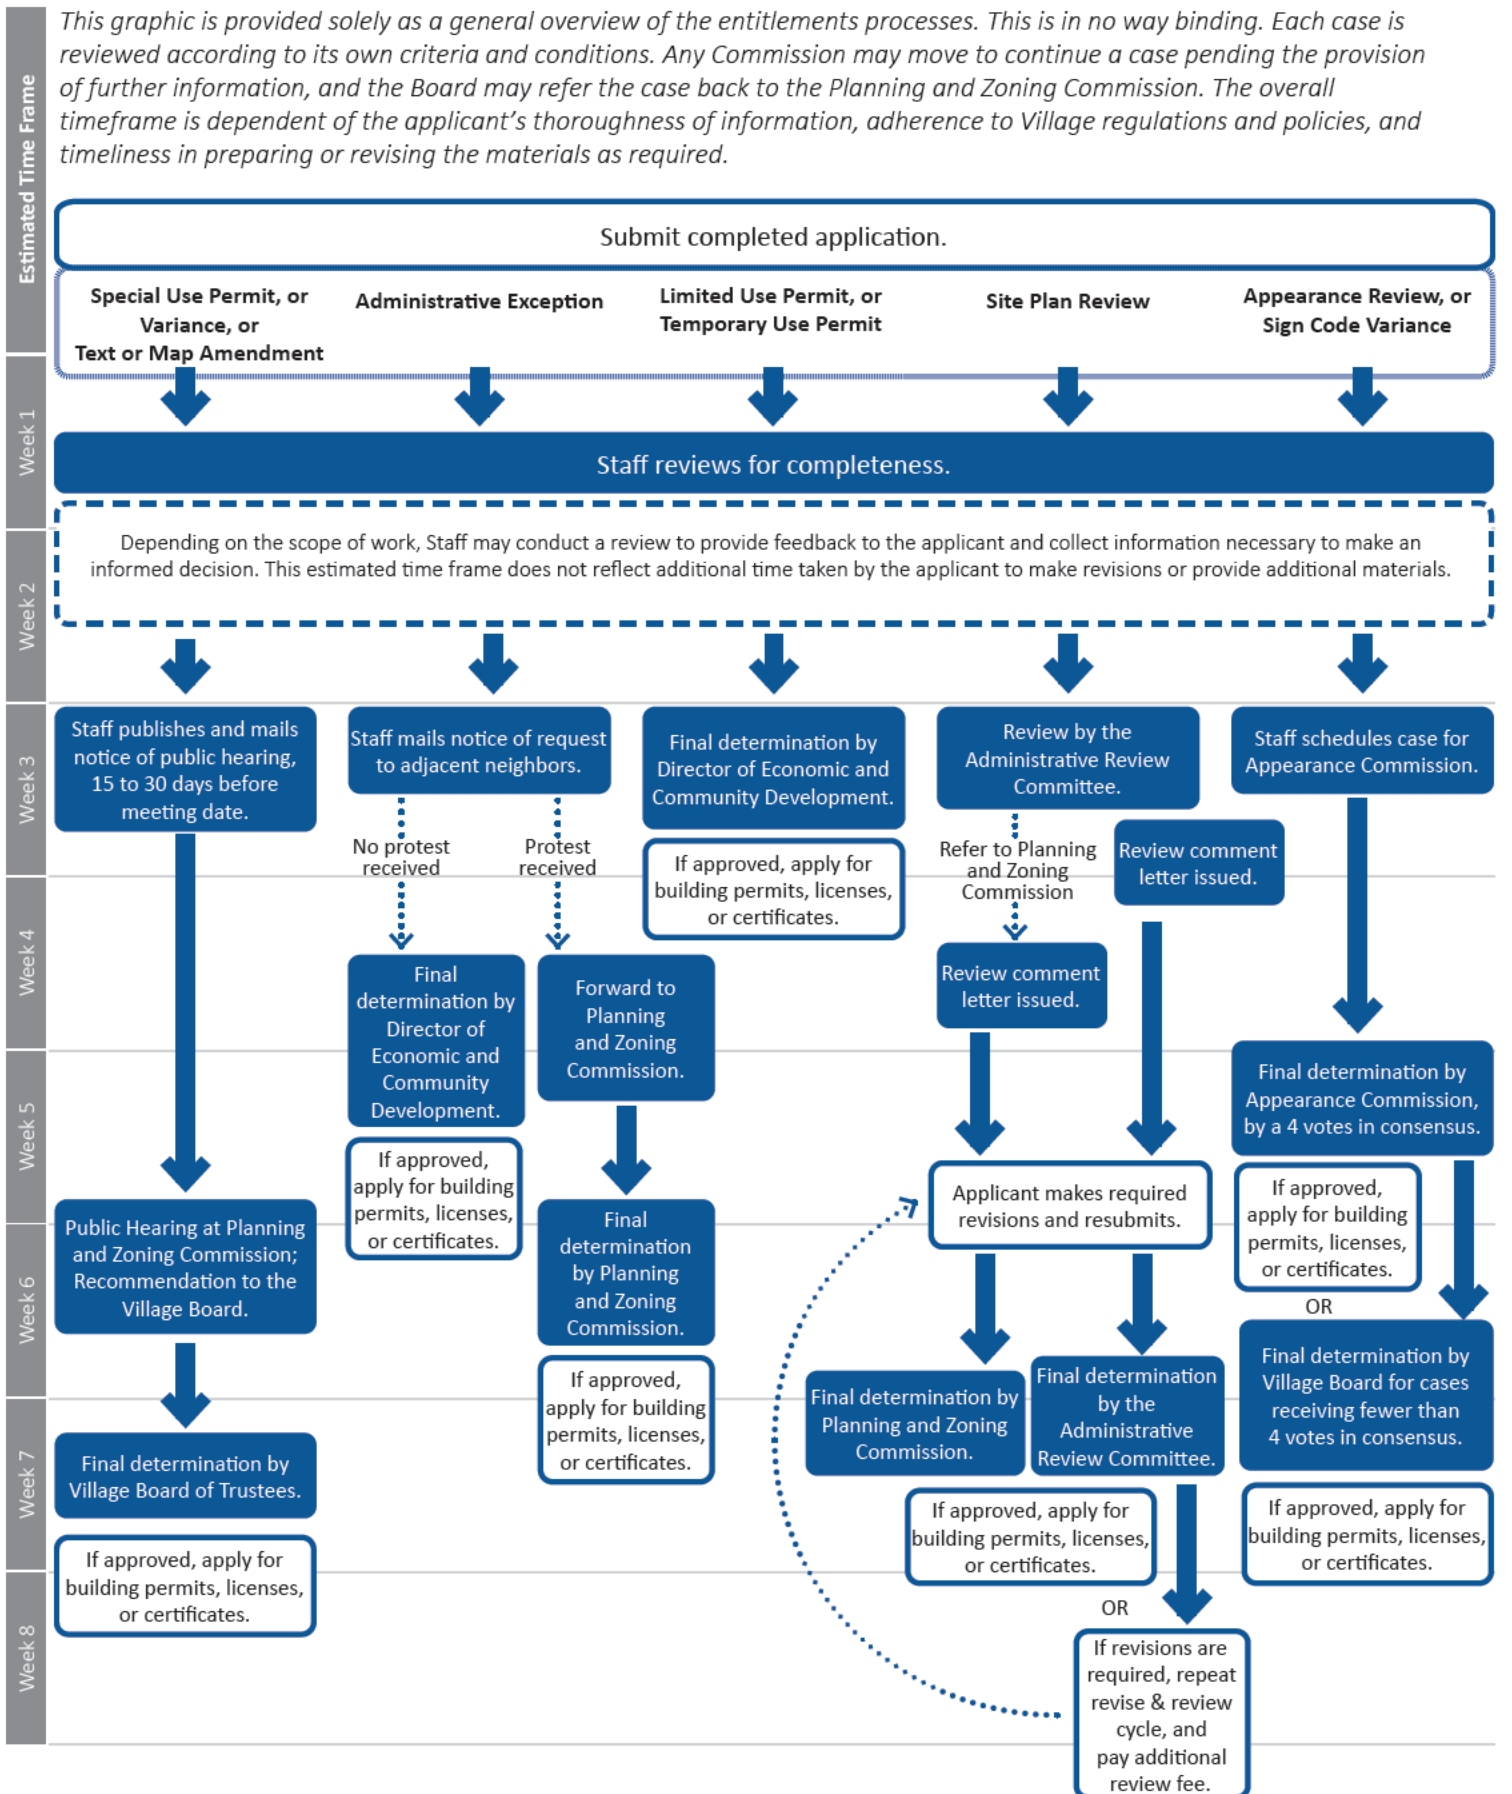 This graphic is provided solely as a general overview of the entitlements processes. This is in no way binding. Each case is
reviewed according to its own criteria and conditions. Any Commission may move to continue a case pending the provision
of further information, and the Board may refer the case back to the Planning and Zoning Commission. The overall
timeframe is dependent of the applicant's thoroughness of information, adherence to Village regulations and policies, and
timeliness in preparing or revising the materials as required.
Estimated Time Frame
Submit completed application.
Special Use Permit, or
Variance, or
Text or Map Amendment
Administrative Exception
Limited Use Permit, or
Temporary Use Permit
Site Plan Review
Appearance Review, or
Sign Code Variance
Week 1
Staff reviews for completeness.
Week 2
Depending on the scope of work, Staff may conduct a review to provide feedback to the applicant and collect information necessary to make an
informed decision. This estimated time frame does not reflect additional time taken by the applicant to make revisions or provide additional materials.
Week 3
Staff publishes and mails
notice of public hearing,
15 to 30 days before
meeting date.
Staff mails notice of request
to adjacent neighbors.
Final determination by
Director of Economic and
Community Development.
Review by the
Administrative Review
Committee.
Staff schedules case for
Appearance Commission.
No protest
received
Protest
received
If approved, apply for
building permits, licenses,
or certificates.
Refer to Planning
and Zoning
Commission
Review comment
letter issued.
Week 4
Final
determination by
Director of
Economic and
Community
Development.
Forward to
Planning
and Zoning
Commission.
Review comment
letter issued.
Week 5
Final determination by
Appearance Commission,
by a 4 votes in consensus.
If approved,
apply for building
permits, licenses,
or certificates.
Applicant makes required
revisions and resubmits.
If approved,
apply for building
permits, licenses,
or certificates.
OR
Week 6
Public Hearing at Planning
and Zoning Commission;
Recommendation to the
Village Board.
Final
determination
by Planning
and Zoning
Commission.
If approved,
apply for building
permits, licenses,
or certificates.
Final determination by
Planning and Zoning
Commission.
Final determination
by the
Administrative
Review Committee.
Final determination by
Village Board for cases
receiving fewer than
4 votes in consensus.
Week 7
Final determination by
Village Board of Trustees.
If approved, apply for
building permits, licenses,
or certificates.
If approved, apply for
building permits, licenses,
or certificates.
If approved, apply for
building permits, licenses,
or certificates.
OR
Week 8
If revisions are
required, repeat
revise & review
cycle, and
pay additional
review fee.